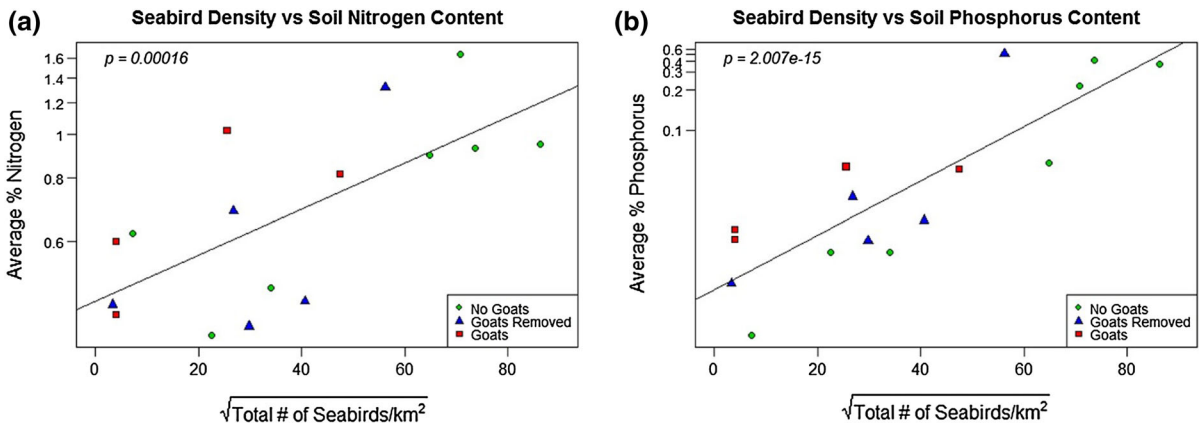 (a)
Seabird Density vs Soil Nitrogen Content
p = 0.00016
Average % Nitrogen
1.6
1.4
1.2
1
0.8
0.6
No Goats
Goats Removed
Goats
0 20 40 60 80
√Total # of Seabirds/km²
(b)
Seabird Density vs Soil Phosphorus Content
p = 2.007e-15
Average % Phosphorus
0.6
0.4
0.3
0.2
0.1
No Goats
Goats Removed
Goats
0 20 40 60 80
√Total # of Seabirds/km²